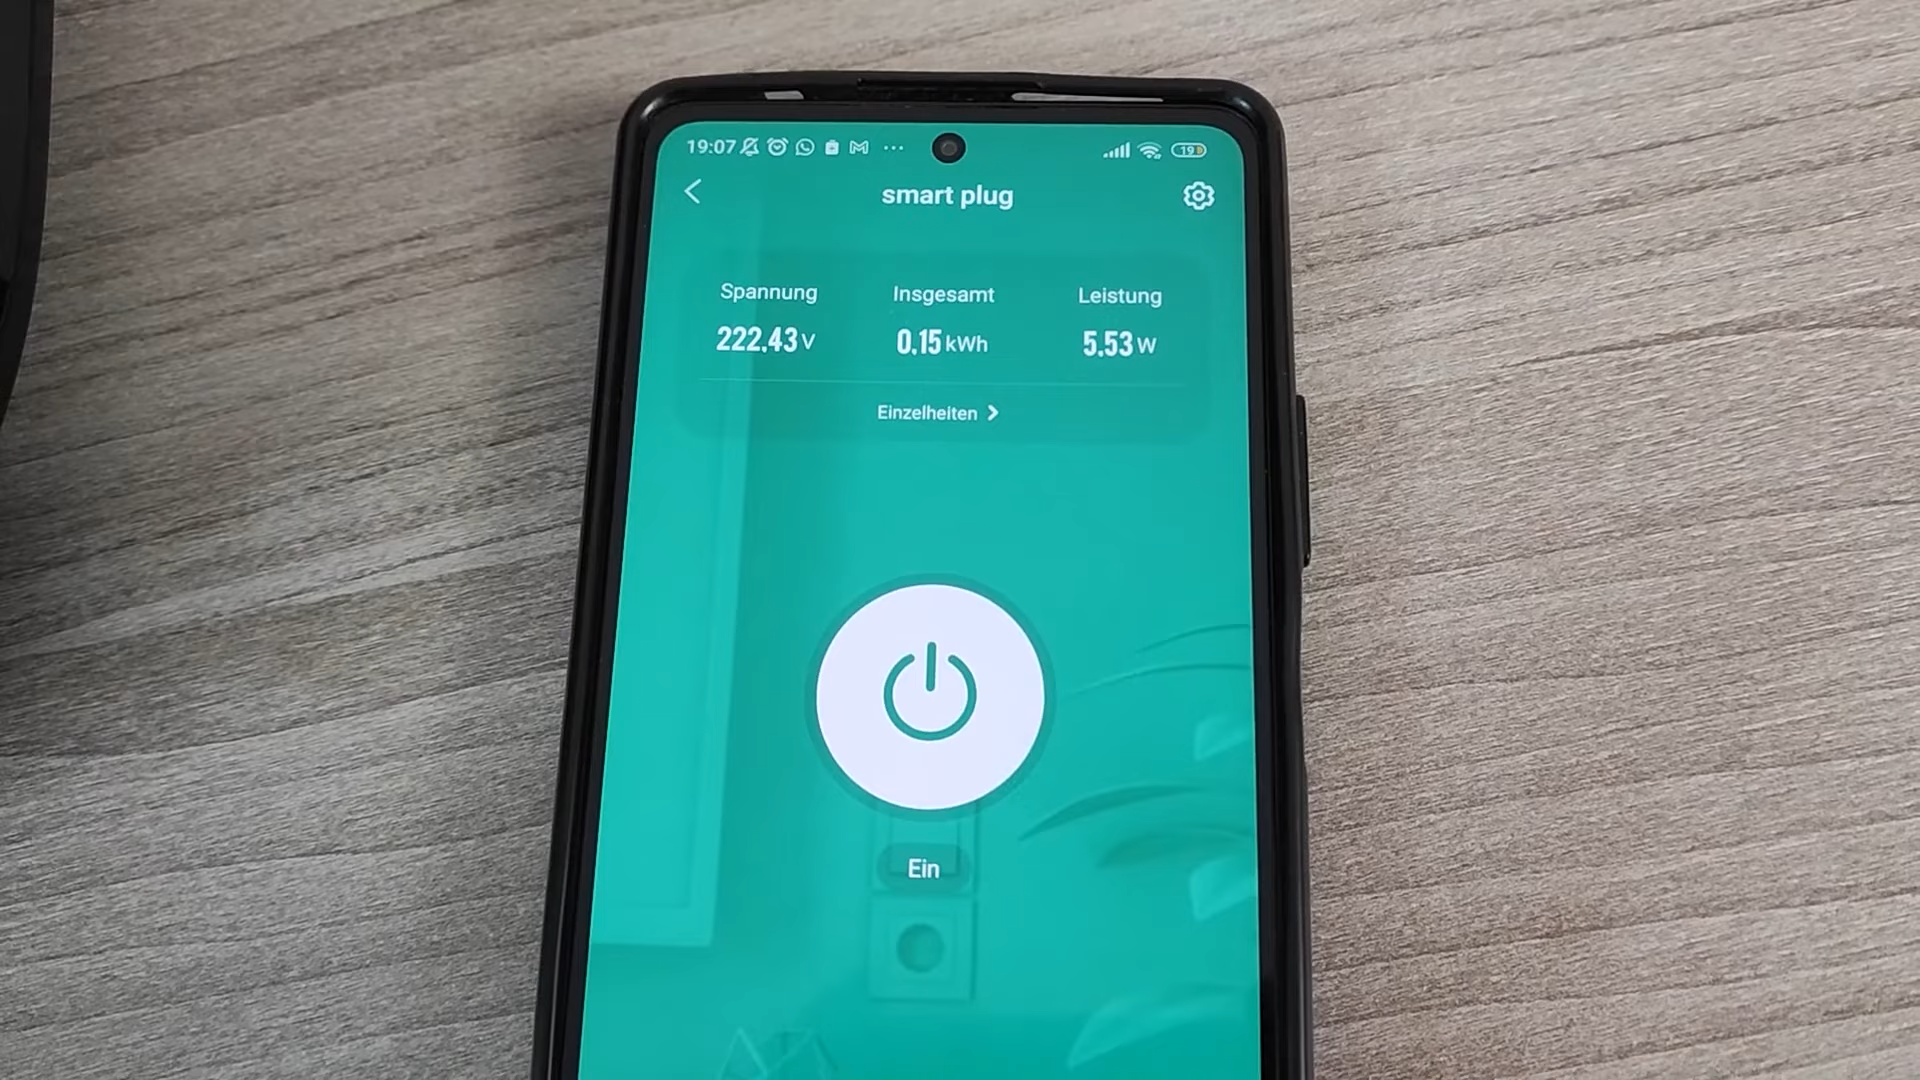 19:07 ... 19
smart plug
Spannung Insgesamt Leistung
222.43 V 0.15 kWh 5.53 W
Einzelheiten >
Ein